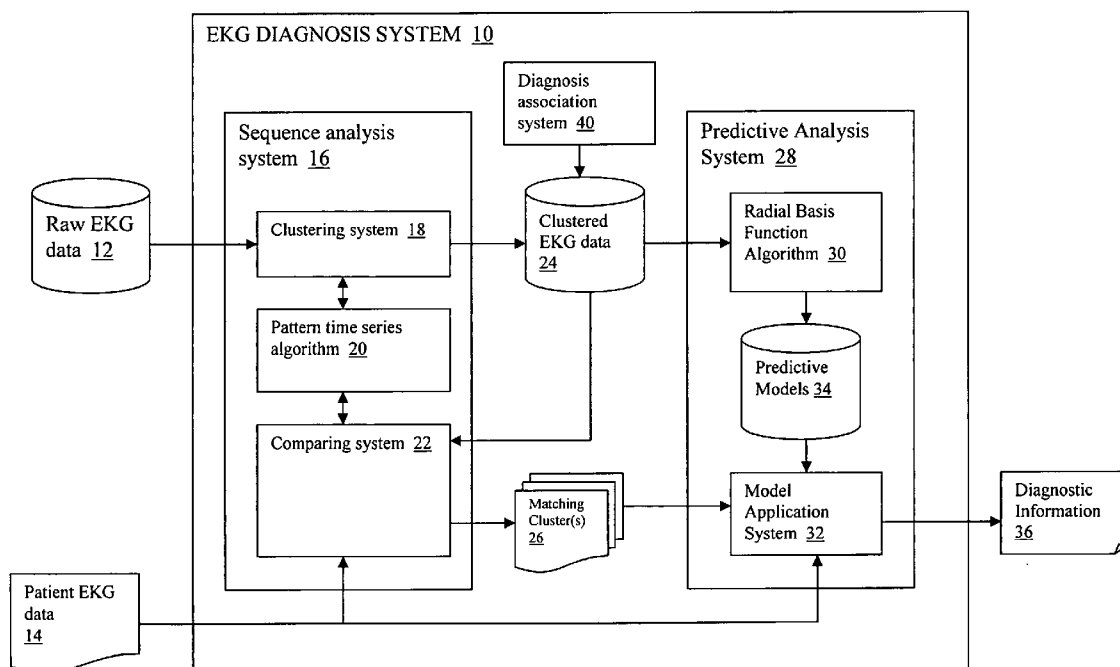 EKG DIAGNOSIS SYSTEM 10
Diagnosis
association
system 40
Sequence analysis
system 16
Predictive Analysis
System 28
Raw EKG
data 12
Clustering system 18
Clustered
EKG data
24
Radial Basis
Function
Algorithm 30
Pattern time series
algorithm 20
Predictive
Models 34
Comparing system 22
Matching
Cluster(s)
26
Model
Application
System 32
Diagnostic
Information
36
Patient EKG
data
14